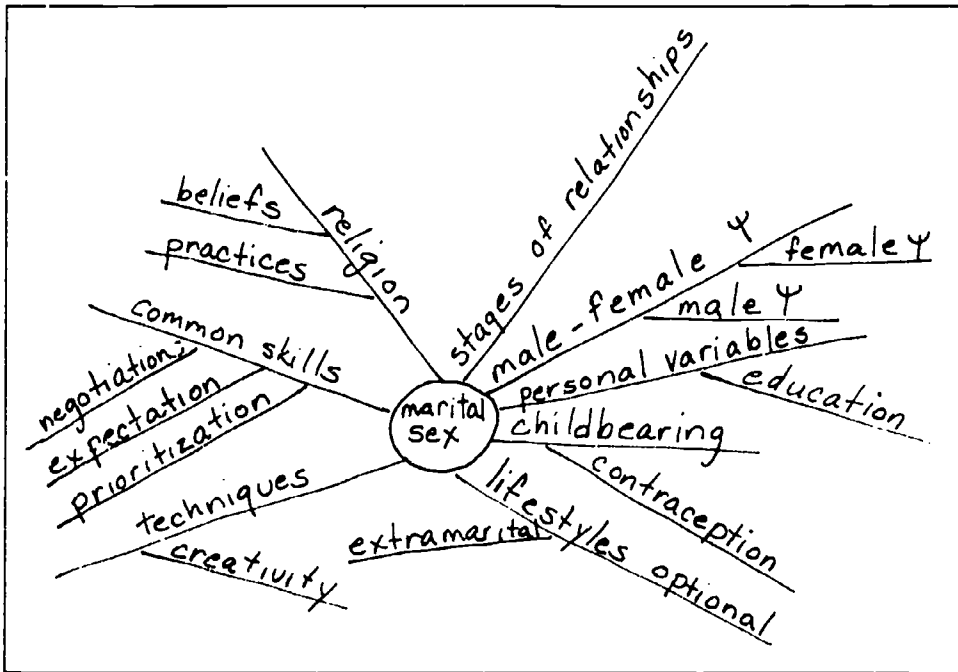 stages of relationships
religion
beliefs
practices
male-female Ψ
female Ψ
male Ψ
common skills
negotiation;
expectation
prioritization
personal variables
education
marital
sex
childbearing
contraception
techniques
creativity
lifestyles optional
extramarital